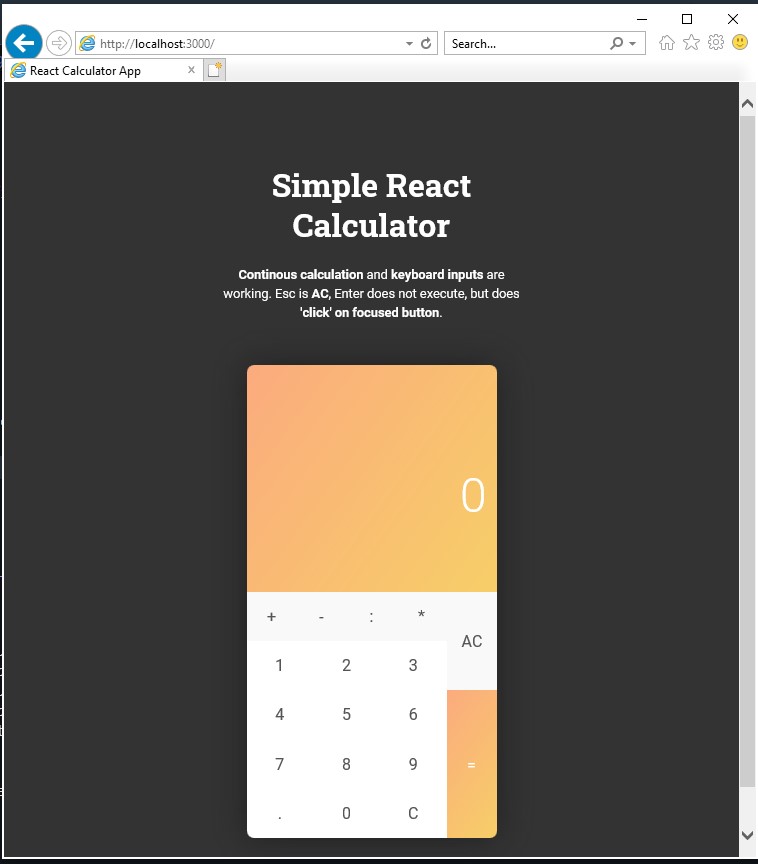 http://localhost:3000/
Search...
React Calculator App
Simple React
Calculator
Continous calculation and keyboard inputs are
working. Esc is AC, Enter does not execute, but does
'click' on focused button.
0
+ - : *
AC
1 2 3
4 5 6
7 8 9
=
. 0 C